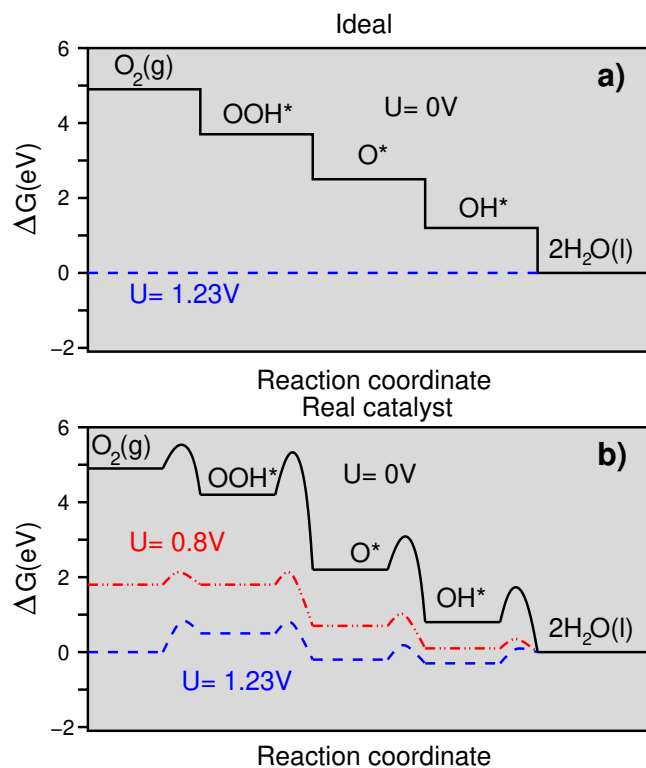 Ideal
6
O₂(g)
a)
OOH*
U= 0V
4
O*
ΔG(eV)
2
OH*
2H₂O(l)
0
U= 1.23V
−2
Reaction coordinate
Real catalyst
6
O₂(g)
b)
OOH*
U= 0V
4
U= 0.8V
O*
ΔG(eV)
2
OH*
2H₂O(l)
0
U= 1.23V
−2
Reaction coordinate